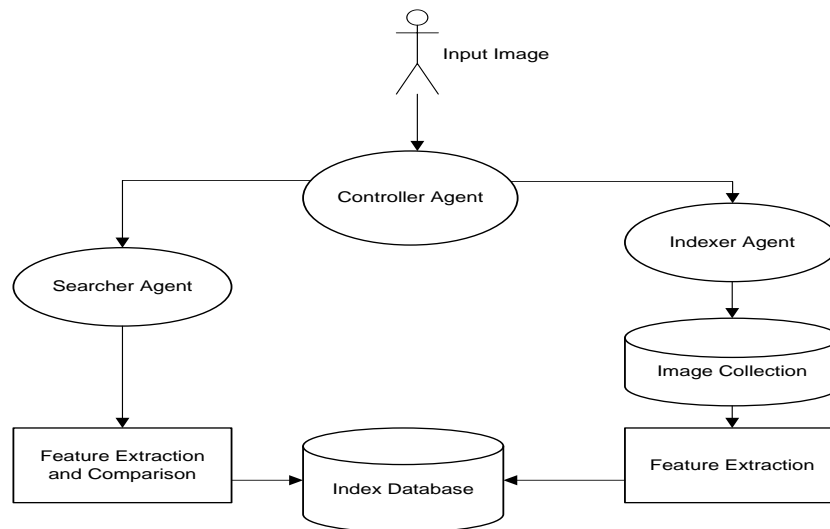 Input Image
Controller Agent
Indexer Agent
Searcher Agent
Image Collection
Feature Extraction
and Comparison
Index Database
Feature Extraction